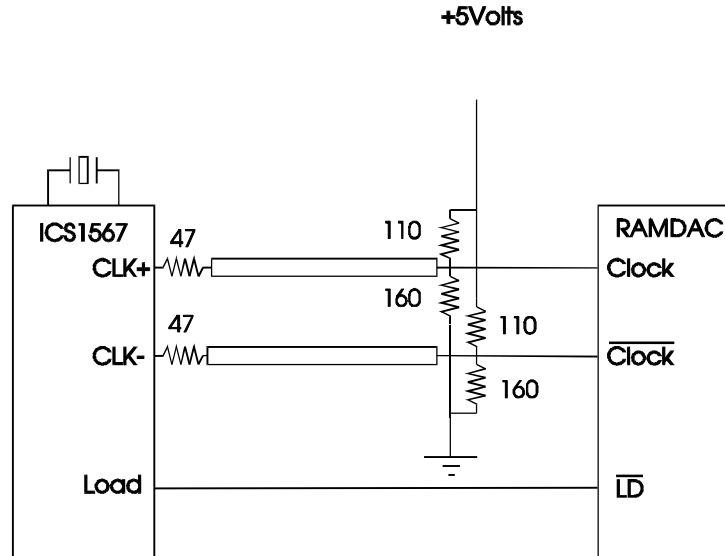 +5Volts
ICS1567
RAMDAC
47
110
CLK+
Clock
160
47
110
CLK-
Clock
160
Load
LD